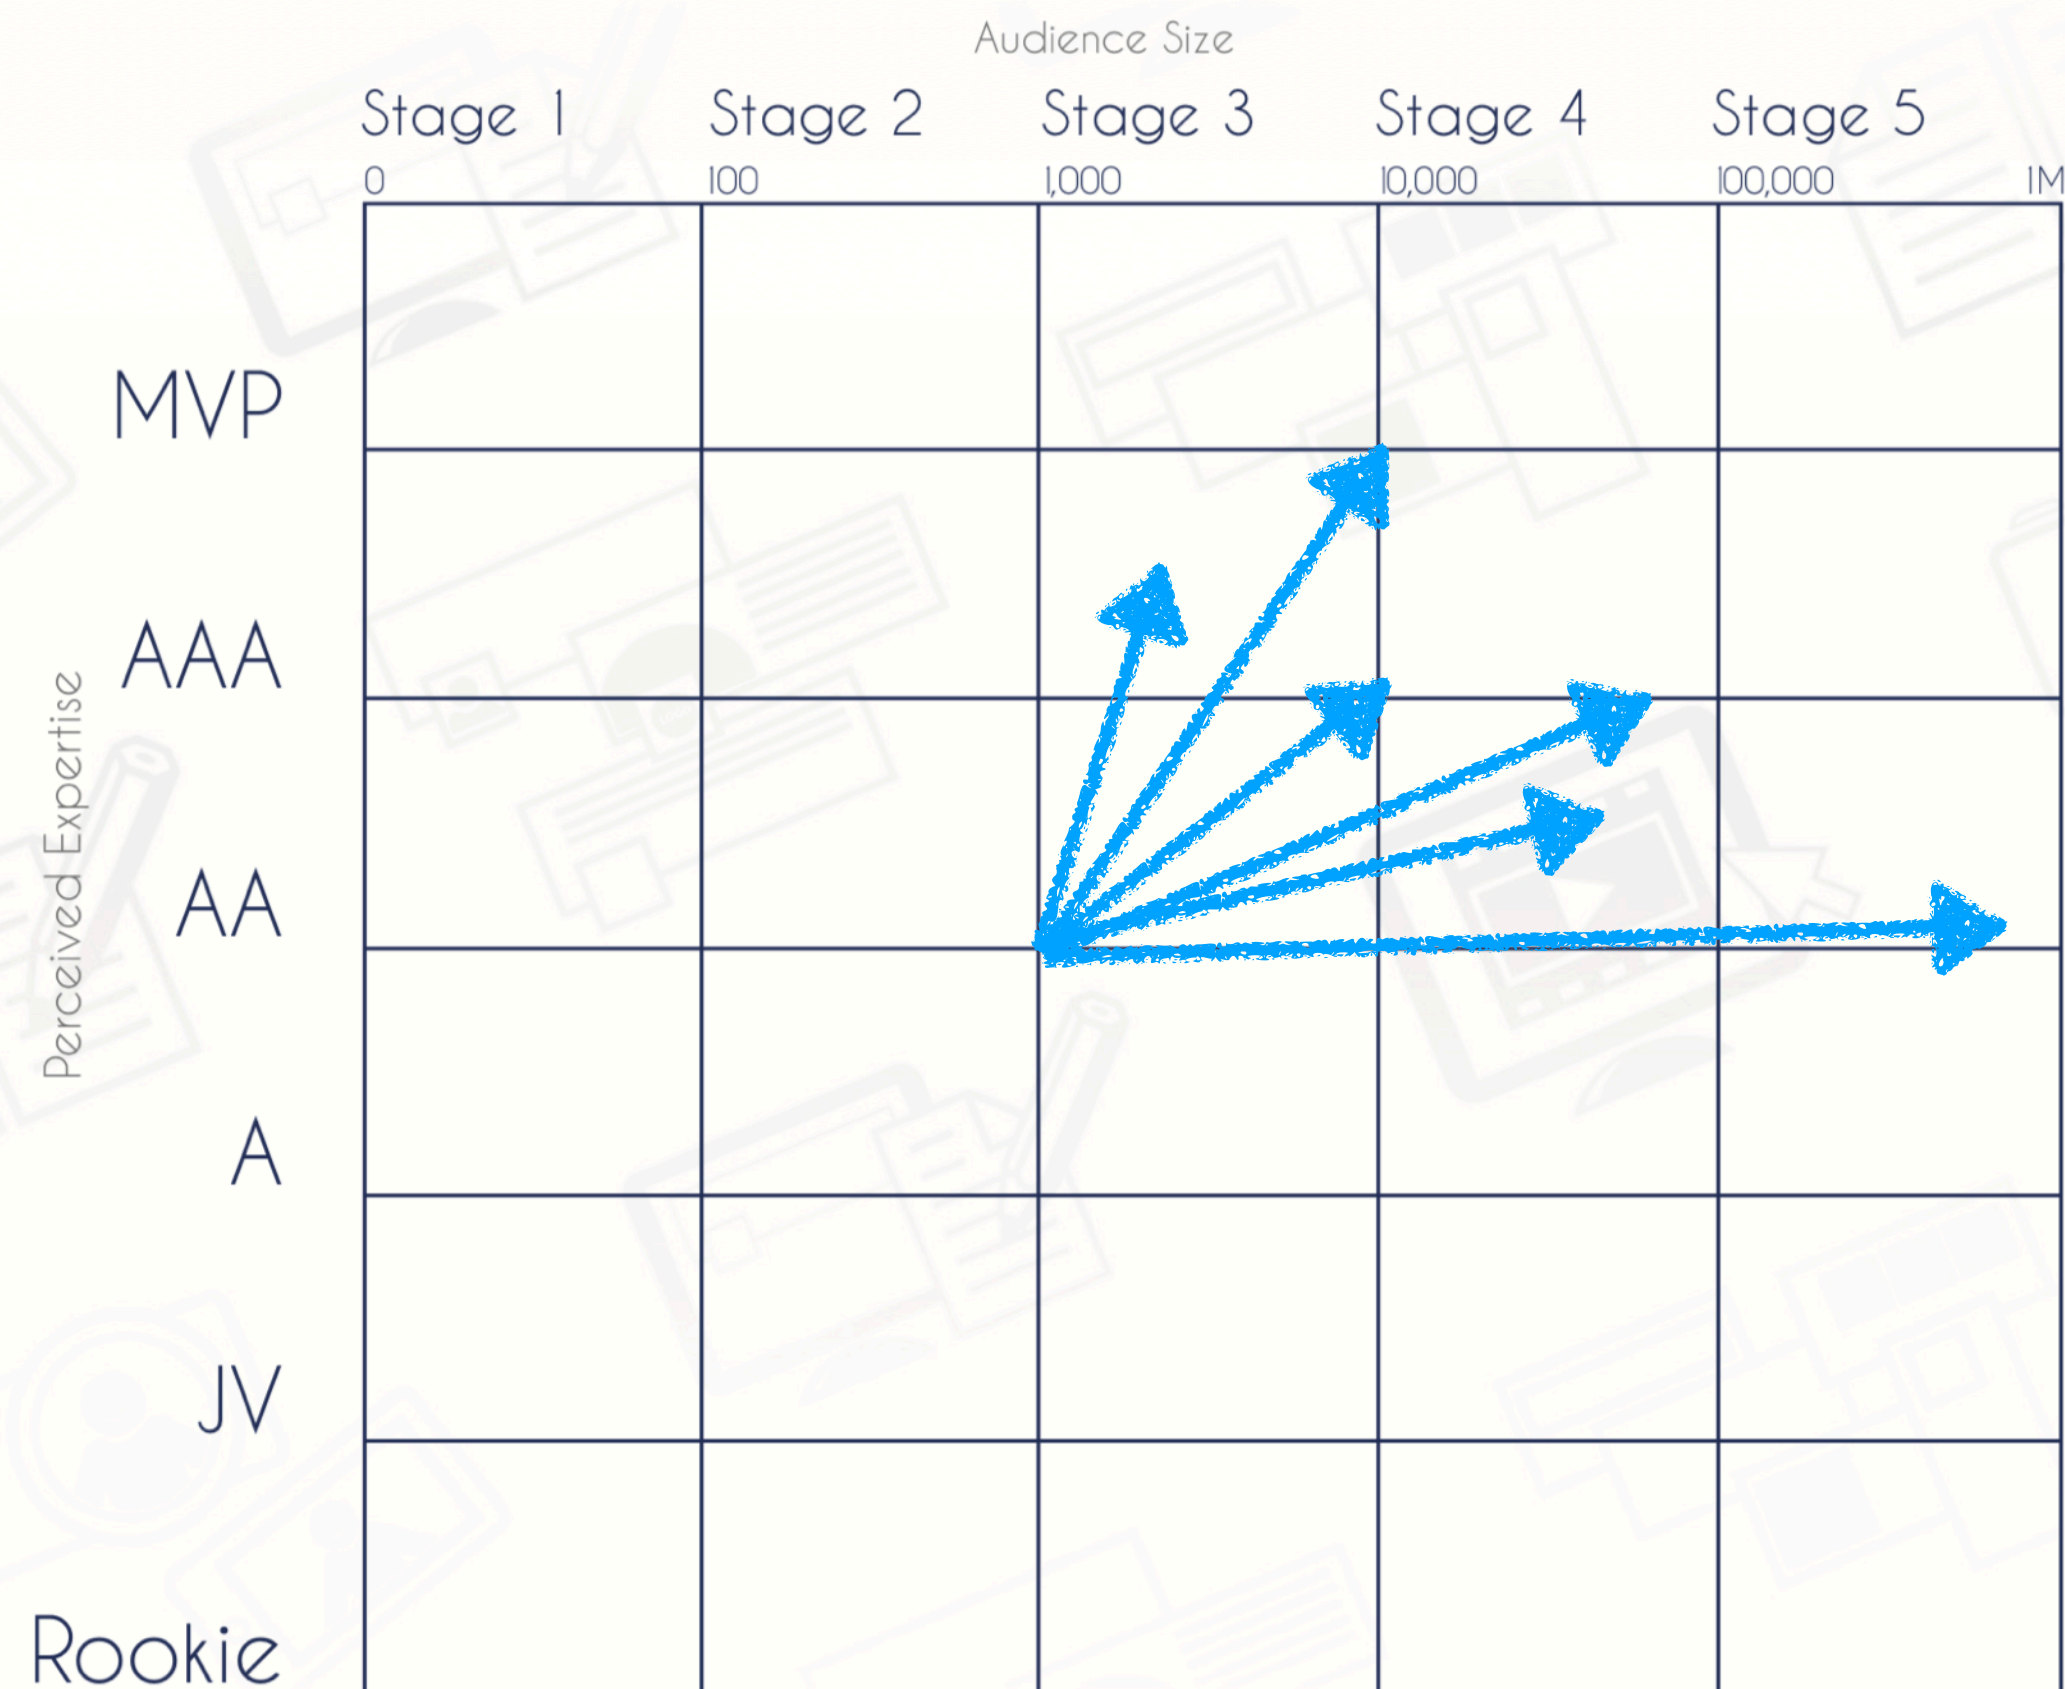 Audience Size
Stage 1 Stage 2 Stage 3 Stage 4 Stage 5
0 100 1,000 10,000 100,000 1M
MVP
AAA
Perceived Expertise
AA
A
JV
Rookie